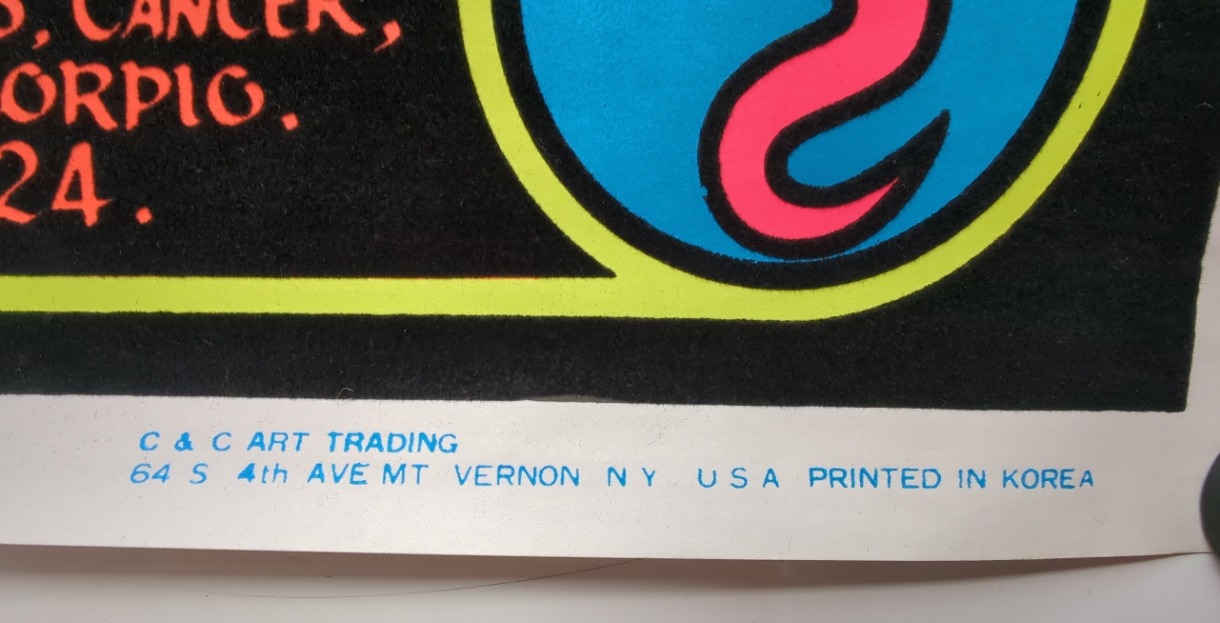 , CANCER,
ORPIO.
24.
C & C ART TRADING
64 S 4th AVE MT VERNON N Y U S A PRINTED IN KOREA